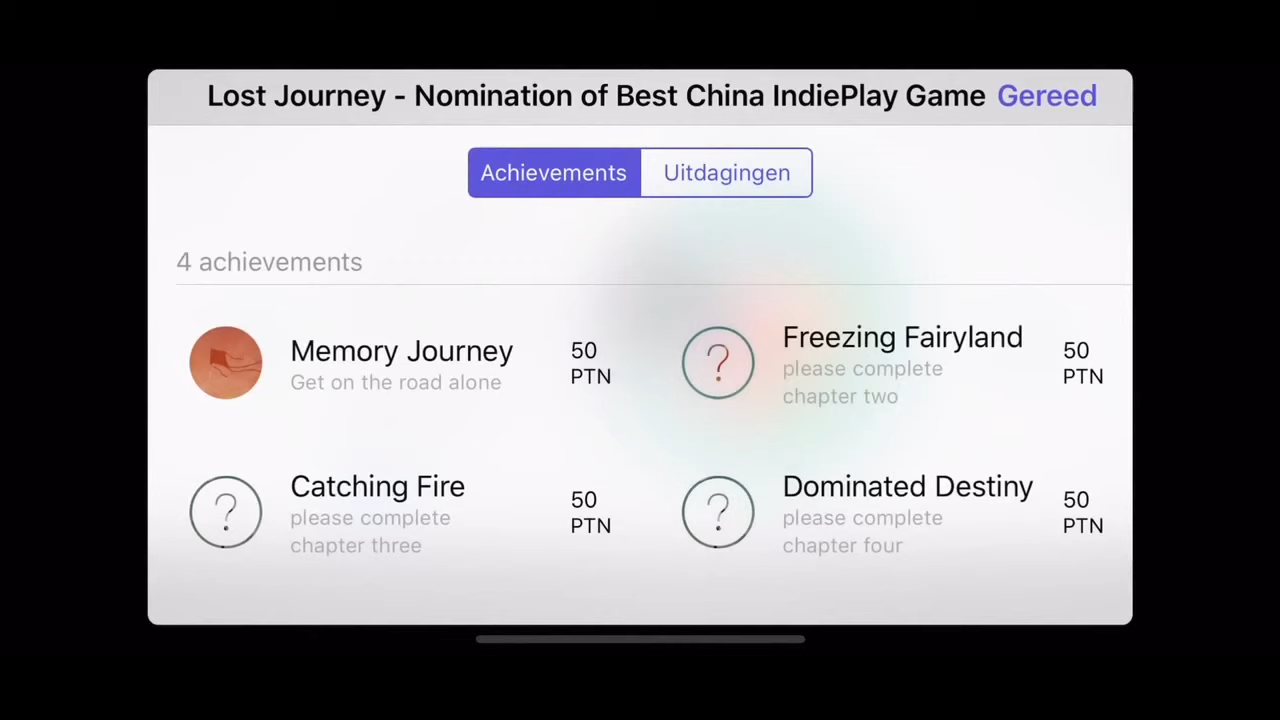 Lost Journey - Nomination of Best China IndiePlay Game Gereed
Achievements Uitdagingen
4 achievements
Memory Journey
Get on the road alone
50
PTN
Freezing Fairyland
please complete
chapter two
50
PTN
Catching Fire
please complete
chapter three
50
PTN
Dominated Destiny
please complete
chapter four
50
PTN